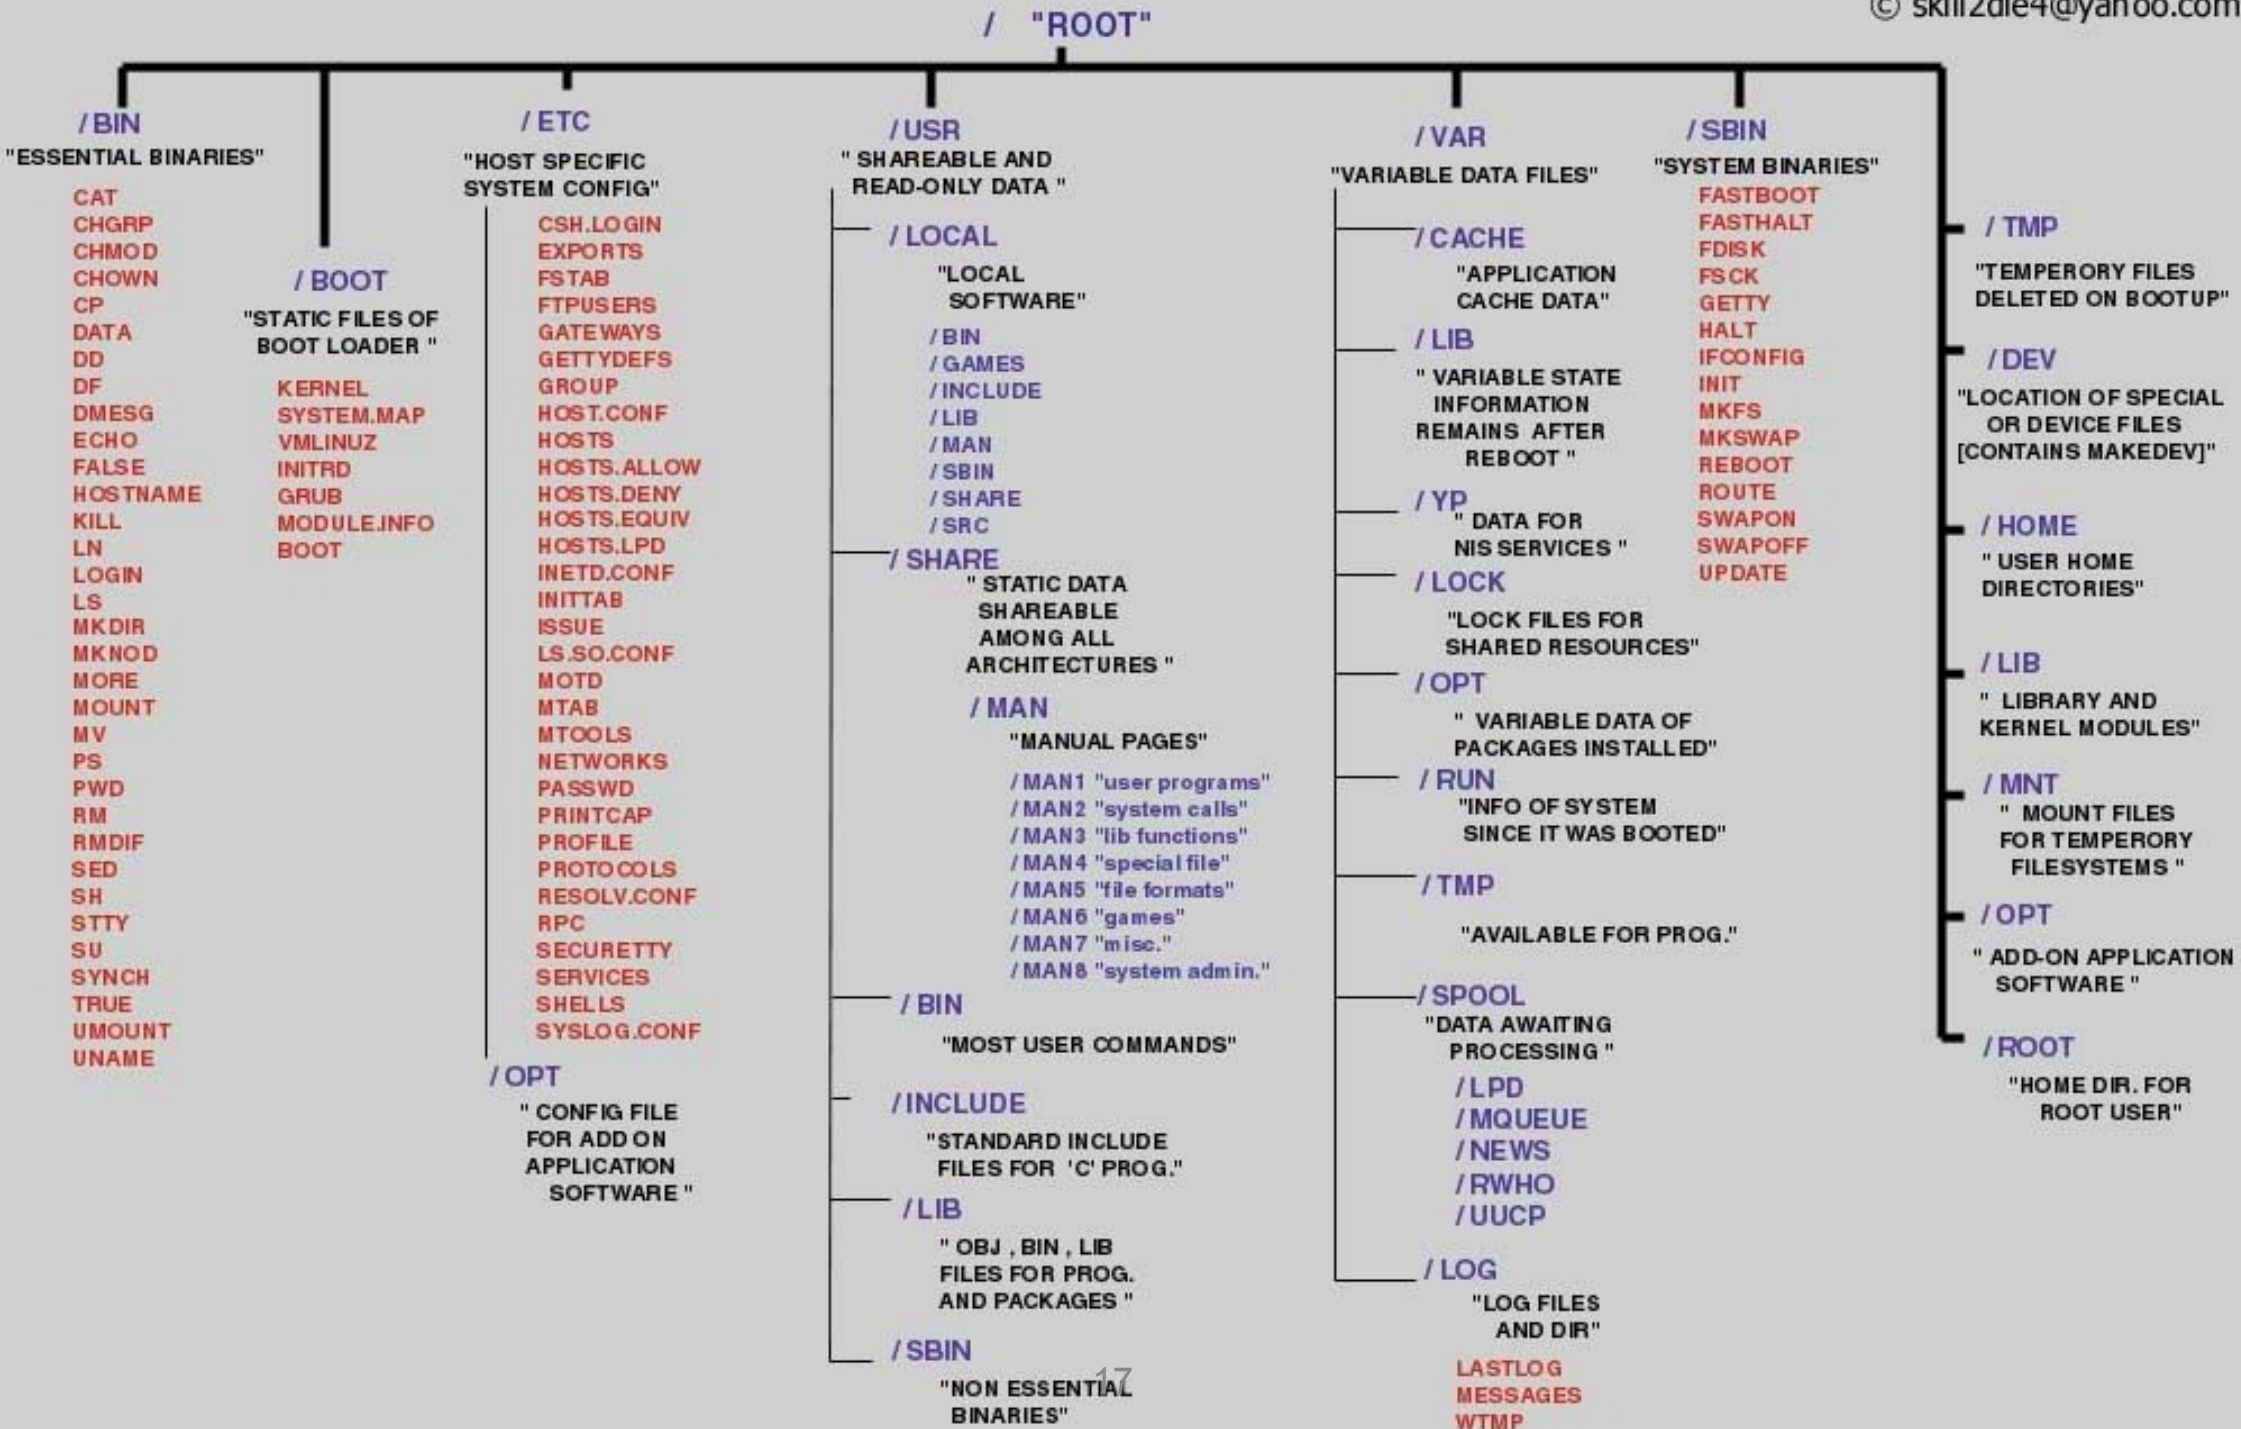 © skill2die4@yahoo.com
/ "ROOT"
/BIN
"ESSENTIAL BINARIES"
CAT
CHGRP
CHMOD
CHOWN
CP
DATA
DD
DF
DMESG
ECHO
FALSE
HOSTNAME
KILL
LN
LOGIN
LS
MKDIR
MKNOD
MORE
MOUNT
MV
PS
PWD
RM
RMDIF
SED
SH
STTY
SU
SYNCH
TRUE
UMOUNT
UNAME
/BOOT
"STATIC FILES OF
BOOT LOADER "
KERNEL
SYSTEM.MAP
VMLINUZ
INITRD
GRUB
MODULE.INFO
BOOT
/ETC
"HOST SPECIFIC
SYSTEM CONFIG"
CSH.LOGIN
EXPORTS
FSTAB
FTPUSERS
GATEWAYS
GETTYDEFS
GROUP
HOST.CONF
HOSTS
HOSTS.ALLOW
HOSTS.DENY
HOSTS.EQUIV
HOSTS.LPD
INETD.CONF
INITTAB
ISSUE
LS.SO.CONF
MOTD
MTAB
MTOOLS
NETWORKS
PASSWD
PRINTCAP
PROFILE
PROTOCOLS
RESOLV.CONF
RPC
SECURETTY
SERVICES
SHELLS
SYSLOG.CONF
/OPT
" CONFIG FILE
FOR ADD ON
APPLICATION
SOFTWARE "
/USR
" SHAREABLE AND
READ-ONLY DATA "
/LOCAL
"LOCAL
SOFTWARE"
/BIN
/GAMES
/INCLUDE
/LIB
/MAN
/SBIN
/SHARE
/SRC
/SHARE
" STATIC DATA
SHAREABLE
AMONG ALL
ARCHITECTURES "
/MAN
"MANUAL PAGES"
/MAN1 "user programs"
/MAN2 "system calls"
/MAN3 "lib functions"
/MAN4 "special file"
/MAN5 "file formats"
/MAN6 "games"
/MAN7 "misc."
/MAN8 "system admin."
/BIN
"MOST USER COMMANDS"
/INCLUDE
"STANDARD INCLUDE
FILES FOR 'C' PROG."
/LIB
" OBJ , BIN , LIB
FILES FOR PROG.
AND PACKAGES "
/SBIN
"NON ESSENTIAL
BINARIES"
17
/VAR
"VARIABLE DATA FILES"
/CACHE
"APPLICATION
CACHE DATA"
/LIB
" VARIABLE STATE
INFORMATION
REMAINS AFTER
REBOOT "
/YP
" DATA FOR
NIS SERVICES "
/LOCK
"LOCK FILES FOR
SHARED RESOURCES"
/OPT
" VARIABLE DATA OF
PACKAGES INSTALLED"
/RUN
"INFO OF SYSTEM
SINCE IT WAS BOOTED"
/TMP
"AVAILABLE FOR PROG."
/SPOOL
"DATA AWAITING
PROCESSING "
/LPD
/MQUEUE
/NEWS
/RWHO
/UUCP
/LOG
"LOG FILES
AND DIR"
LASTLOG
MESSAGES
WTMP
/SBIN
"SYSTEM BINARIES"
FASTBOOT
FASTHALT
FDISK
FSCK
GETTY
HALT
IFCONFIG
INIT
MKFS
MKSWAP
REBOOT
ROUTE
SWAPON
SWAPOFF
UPDATE
/TMP
"TEMPERORY FILES
DELETED ON BOOTUP"
/DEV
"LOCATION OF SPECIAL
OR DEVICE FILES
[CONTAINS MAKEDEV]"
/HOME
" USER HOME
DIRECTORIES"
/LIB
" LIBRARY AND
KERNEL MODULES"
/MNT
" MOUNT FILES
FOR TEMPERORY
FILESYSTEMS "
/OPT
" ADD-ON APPLICATION
SOFTWARE "
/ROOT
"HOME DIR. FOR
ROOT USER"